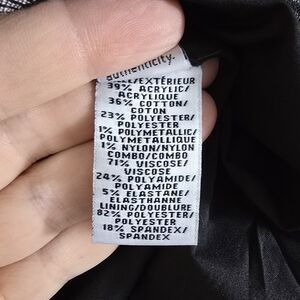 authenticity.
/EXTÉRIEUR
39% ACRYLIC/
ACRYLIQUE
36% COTTON/
COTON
23% POLYESTER/
POLYESTER
1% POLYMETALLIC/
POLYMETALLIQUE
1% NYLON/NYLON
COMBO/COMBO
71% VISCOSE/
VISCOSE
24% POLYAMIDE/
POLYAMIDE
5% ELASTANE/
ELASTHANNE
LINING/DOUBLURE
82% POLYESTER/
POLYESTER
18% SPANDEX/
SPANDEX